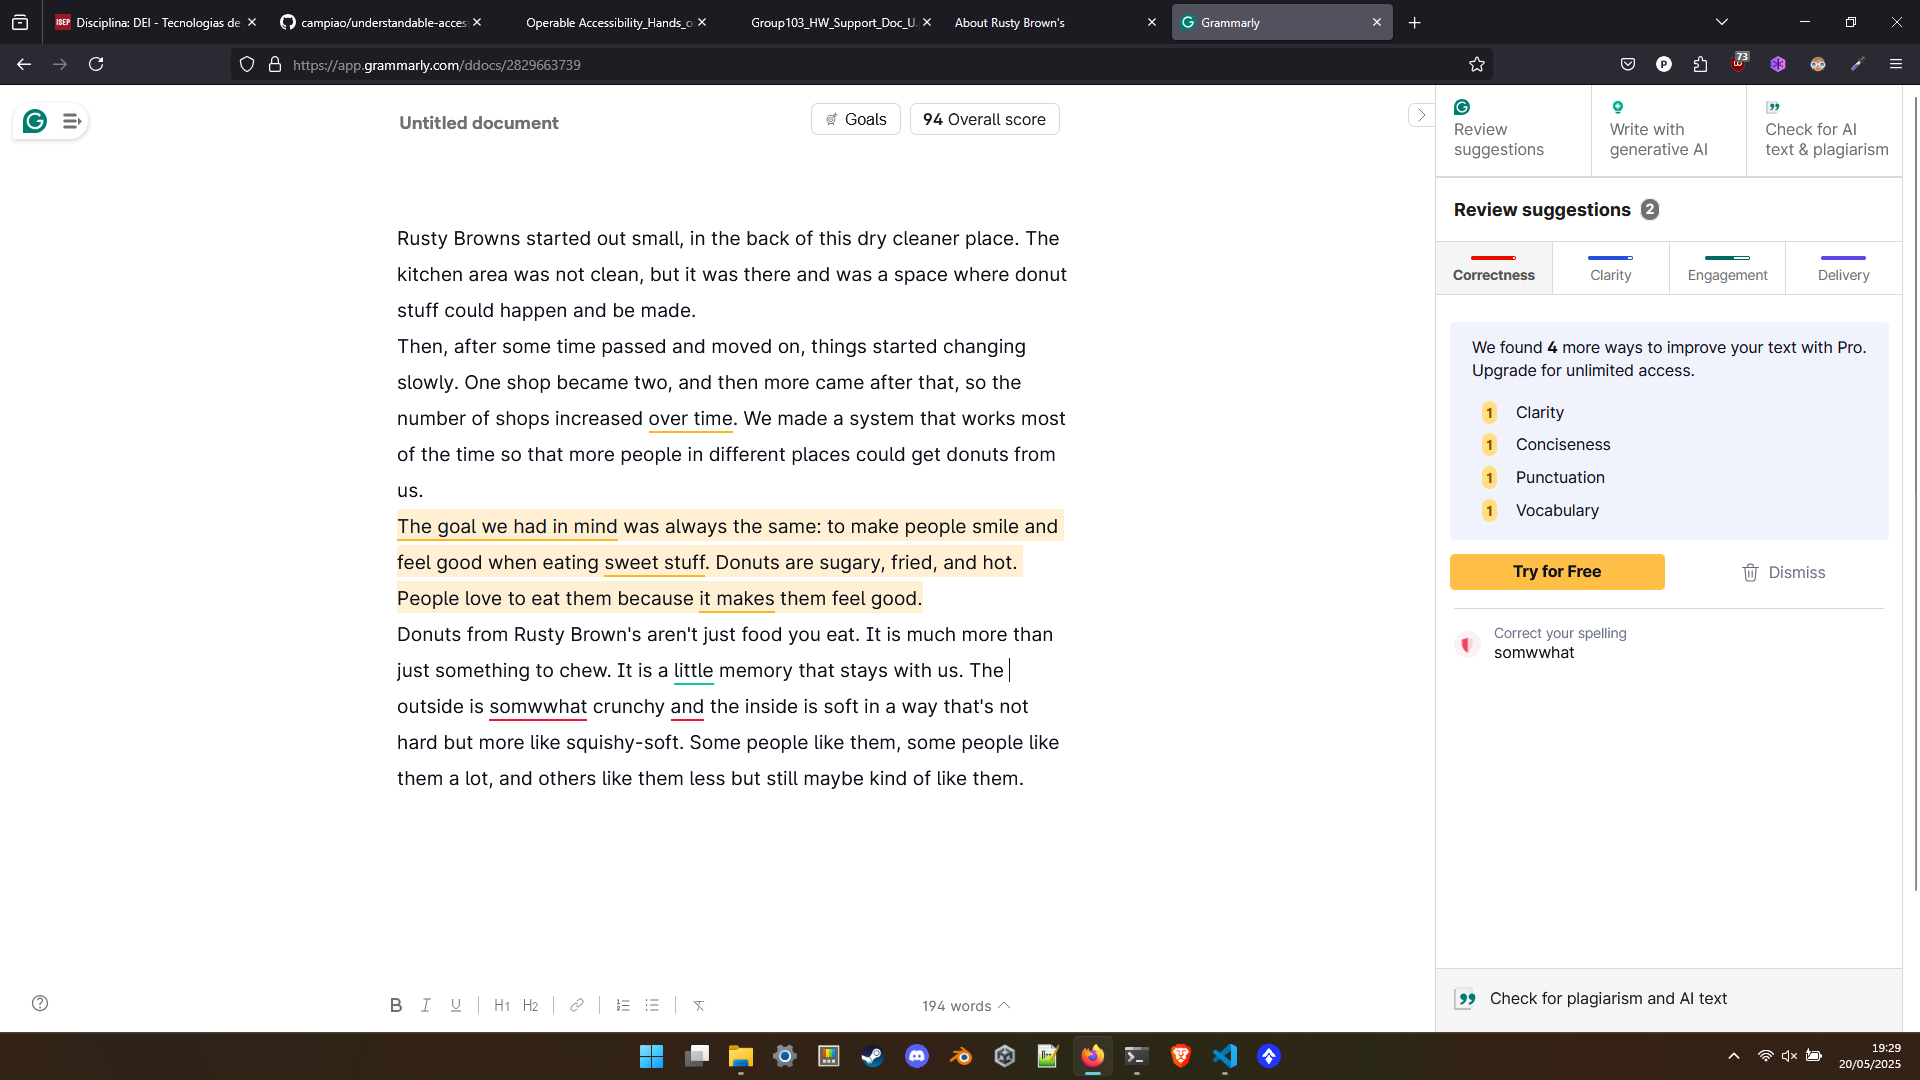 Disciplina: DEI - Tecnologias de
campiao/understandable-acces
Operable Accessibility_Hands_o
Group103_HW_Support_Doc_U
About Rusty Brown's
Grammarly
https://app.grammarly.com/ddocs/2829663739
73
Untitled document
Goals
94 Overall score
Review suggestions
Write with generative AI
Check for AI text & plagiarism
Rusty Browns started out small, in the back of this dry cleaner place. The
kitchen area was not clean, but it was there and was a space where donut
stuff could happen and be made.
Then, after some time passed and moved on, things started changing
slowly. One shop became two, and then more came after that, so the
number of shops increased over time. We made a system that works most
of the time so that more people in different places could get donuts from
us.
The goal we had in mind was always the same: to make people smile and
feel good when eating sweet stuff. Donuts are sugary, fried, and hot.
People love to eat them because it makes them feel good.
Donuts from Rusty Brown's aren't just food you eat. It is much more than
just something to chew. It is a little memory that stays with us. The
outside is somwwhat crunchy and the inside is soft in a way that's not
hard but more like squishy-soft. Some people like them, some people like
them a lot, and others like them less but still maybe kind of like them.
Review suggestions 2
Correctness
Clarity
Engagement
Delivery
We found 4 more ways to improve your text with Pro.
Upgrade for unlimited access.
1 Clarity
1 Conciseness
1 Punctuation
1 Vocabulary
Try for Free
Dismiss
Correct your spelling
somwwhat
Check for plagiarism and AI text
B I U H1 H2
194 words
19:29
20/05/2025